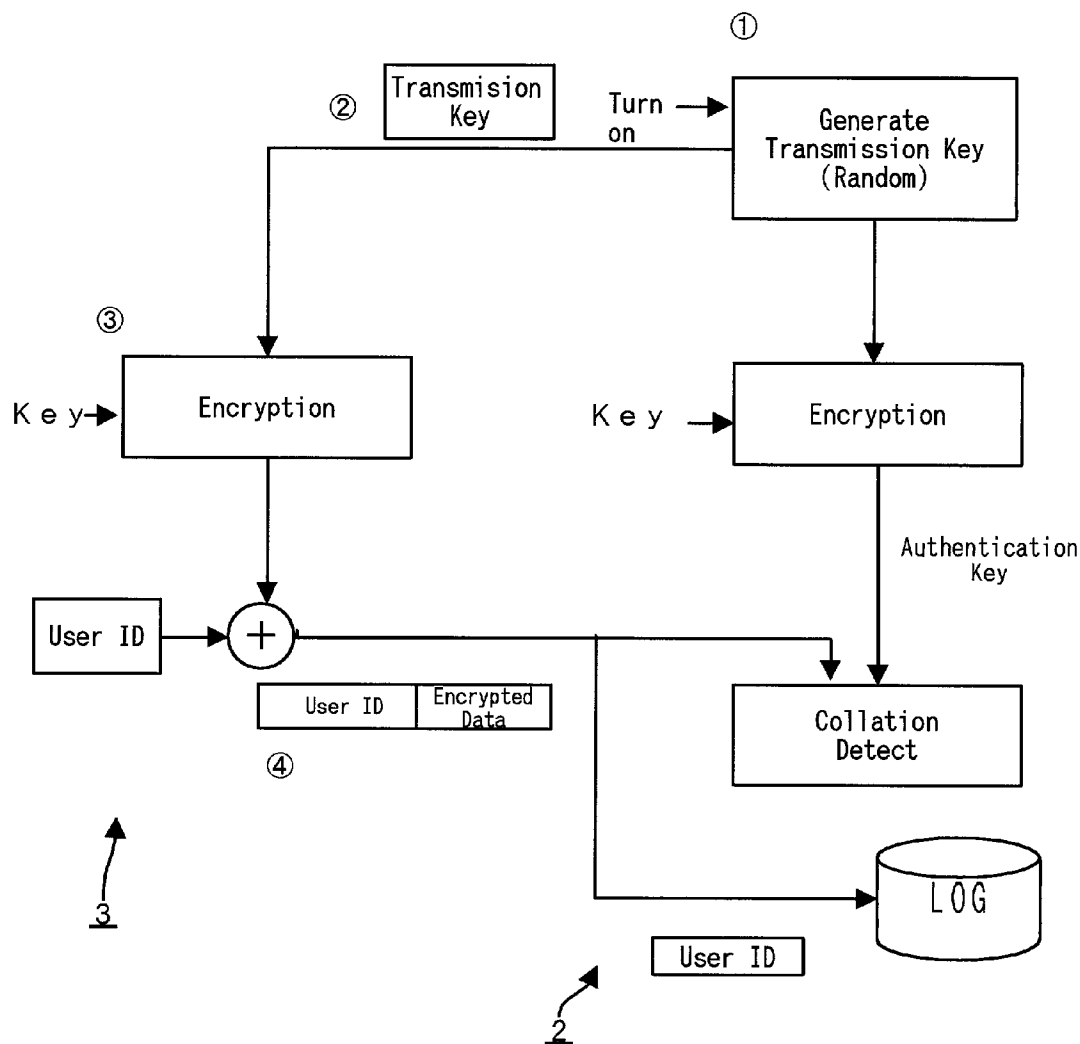 ①
②
Transmision
Key
Turn
on
Generate
Transmission Key
(Random)
③
Key
Encryption
Key
Encryption
Authentication
Key
User ID
+
User ID
Encrypted
Data
④
Collation
Detect
LOG
User ID
3
2